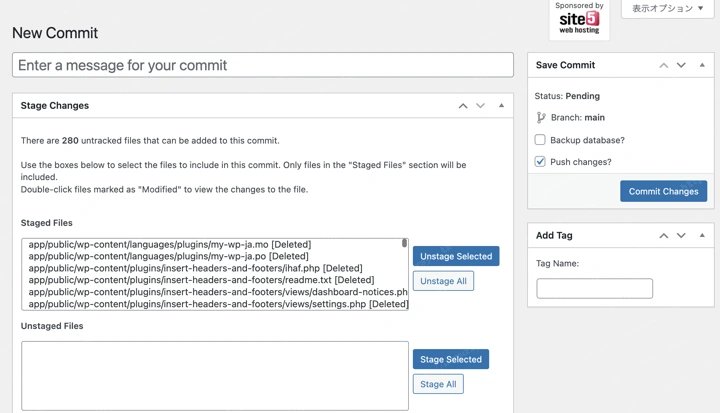 Sponsored by
site5
web hosting
表示オプション ▼
New Commit
Enter a message for your commit
Stage Changes
There are 280 untracked files that can be added to this commit.
Use the boxes below to select the files to include in this commit. Only files in the "Staged Files" section will be
included.
Double-click files marked as "Modified" to view the changes to the file.
Staged Files
app/public/wp-content/languages/plugins/my-wp-ja.mo [Deleted]
app/public/wp-content/languages/plugins/my-wp-ja.po [Deleted]
app/public/wp-content/plugins/insert-headers-and-footers/ihaf.php [Deleted]
app/public/wp-content/plugins/insert-headers-and-footers/readme.txt [Deleted]
app/public/wp-content/plugins/insert-headers-and-footers/views/dashboard-notices.ph
app/public/wp-content/plugins/insert-headers-and-footers/views/settings.php [Deleted]
Unstage Selected
Unstage All
Unstaged Files
Stage Selected
Stage All
Save Commit
Status: Pending
Branch: main
Backup database?
Push changes?
Commit Changes
Add Tag
Tag Name: